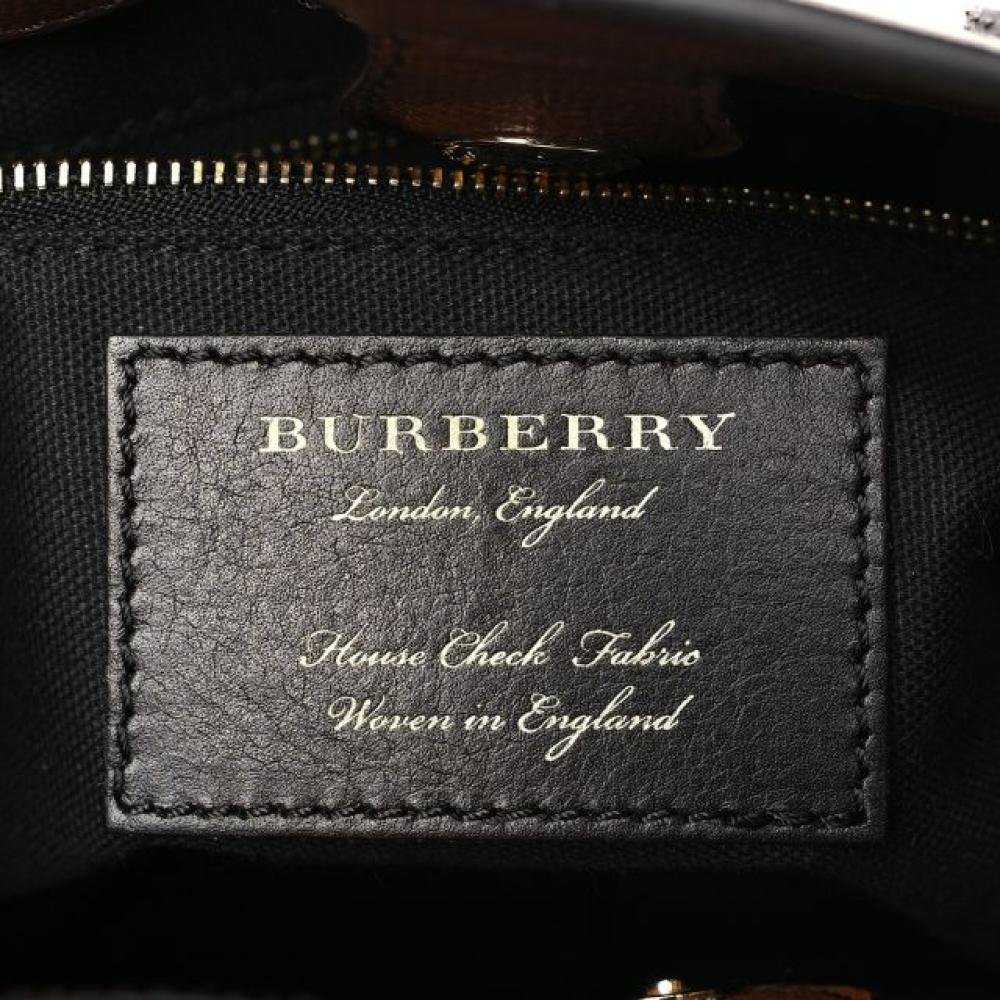 BURBERRY
London, England
House Check Fabric
Woven in England